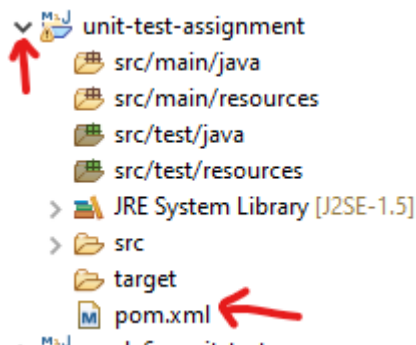 unit-test-assignment
src/main/java
src/main/resources
src/test/java
src/test/resources
JRE System Library [J2SE-1.5]
src
target
pom.xml